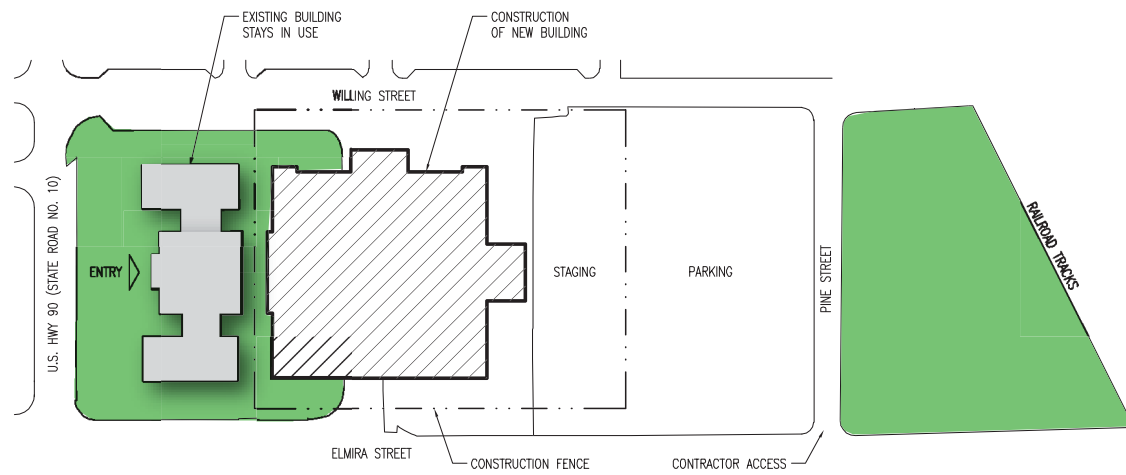 EXISTING BUILDING
STAYS IN USE
CONSTRUCTION
OF NEW BUILDING
WILLING STREET
U.S. HWY 90 (STATE ROAD NO. 10)
ENTRY
STAGING
PARKING
PINE STREET
RAILROAD TRACKS
ELMIRA STREET
CONSTRUCTION FENCE
CONTRACTOR ACCESS